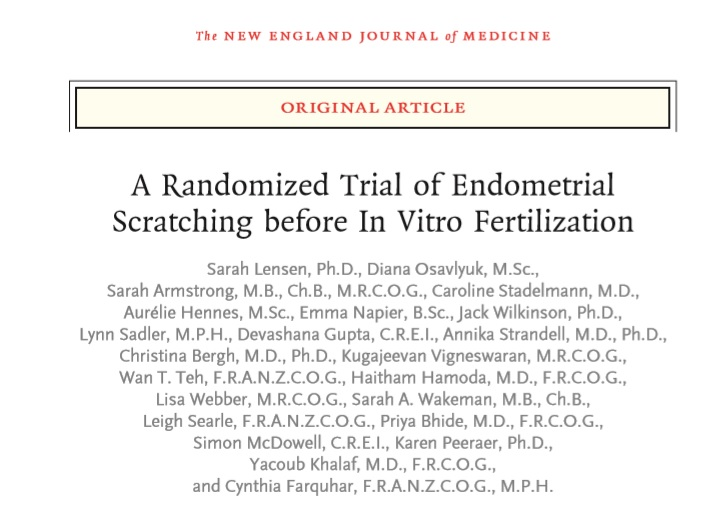 The NEW ENGLAND JOURNAL of MEDICINE
ORIGINAL ARTICLE
A Randomized Trial of Endometrial
Scratching before In Vitro Fertilization
Sarah Lensen, Ph.D., Diana Osavlyuk, M.Sc.,
Sarah Armstrong, M.B., Ch.B., M.R.C.O.G., Caroline Stadelmann, M.D.,
Aurélie Hennes, M.Sc., Emma Napier, B.Sc., Jack Wilkinson, Ph.D.,
Lynn Sadler, M.P.H., Devashana Gupta, C.R.E.I., Annika Strandell, M.D., Ph.D.,
Christina Bergh, M.D., Ph.D., Kugajeevan Vigneswaran, M.R.C.O.G.,
Wan T. Teh, F.R.A.N.Z.C.O.G., Haitham Hamoda, M.D., F.R.C.O.G.,
Lisa Webber, M.R.C.O.G., Sarah A. Wakeman, M.B., Ch.B.,
Leigh Searle, F.R.A.N.Z.C.O.G., Priya Bhide, M.D., F.R.C.O.G.,
Simon McDowell, C.R.E.I., Karen Peeraer, Ph.D.,
Yacoub Khalaf, M.D., F.R.C.O.G.,
and Cynthia Farquhar, F.R.A.N.Z.C.O.G., M.P.H.